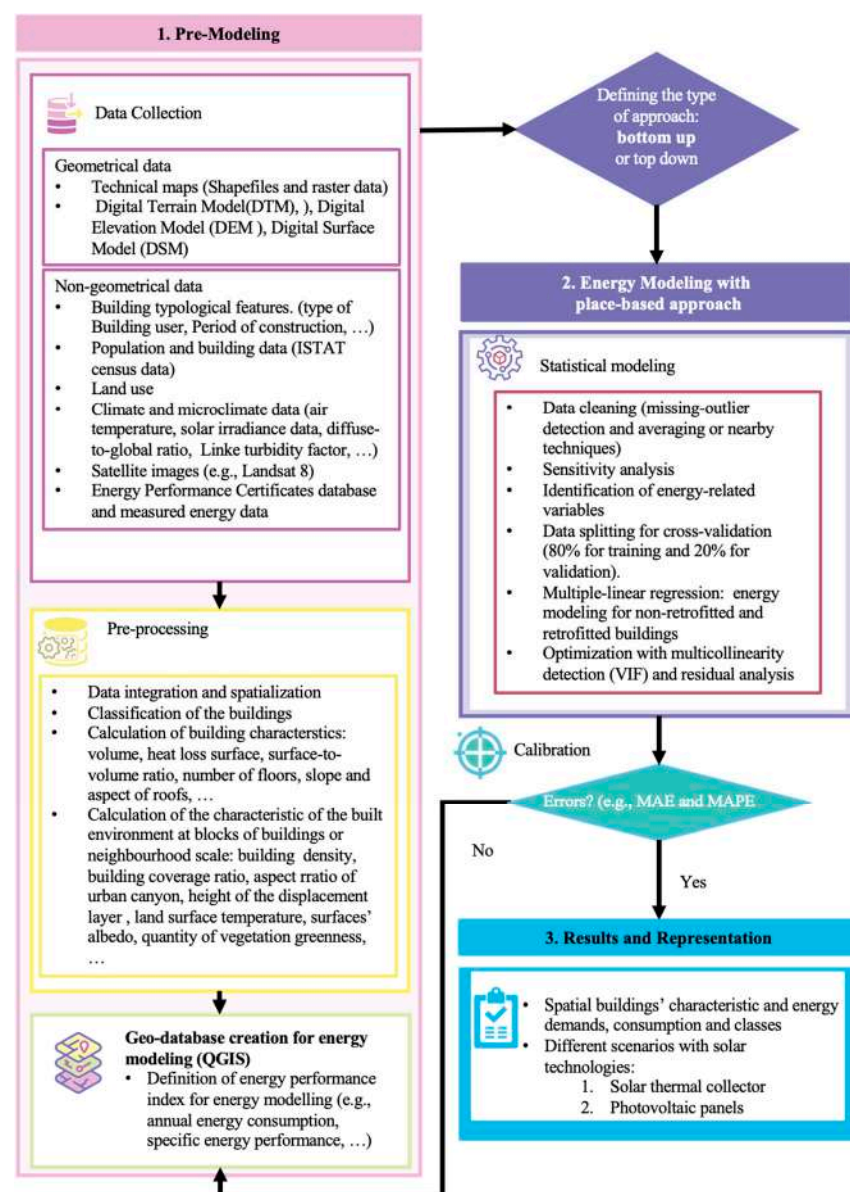 1. Pre-Modeling
Data Collection
Geometrical data
• Technical maps (Shapefiles and raster data)
• Digital Terrain Model(DTM), ), Digital
Elevation Model (DEM ), Digital Surface
Model (DSM)
Non-geometrical data
• Building typological features. (type of
Building user, Period of construction, …)
• Population and building data (ISTAT
census data)
• Land use
• Climate and microclimate data (air
temperature, solar irradiance data, diffuse-
to-global ratio, Linke turbidity factor, …)
• Satellite images (e.g., Landsat 8)
• Energy Performance Certificates database
and measured energy data
Pre-processing
• Data integration and spatialization
• Classification of the buildings
• Calculation of building characterstics:
volume, heat loss surface, surface-to-
volume ratio, number of floors, slope and
aspect of roofs, …
• Calculation of the characteristic of the built
environment at blocks of buildings or
neighbourhood scale: building density,
building coverage ratio, aspect rratio of
urban canyon, height of the displacement
layer , land surface temperature, surfaces'
albedo, quantity of vegetation greenness,
…
Geo-database creation for energy
modeling (QGIS)
• Definition of energy performance
index for energy modelling (e.g.,
annual energy consumption,
specific energy performance, …)
Defining the type
of approach:
bottom up
or top down
2. Energy Modeling with
place-based approach
Statistical modeling
• Data cleaning (missing-outlier
detection and averaging or nearby
techniques)
• Sensitivity analysis
• Identification of energy-related
variables
• Data splitting for cross-validation
(80% for training and 20% for
validation).
• Multiple-linear regression: energy
modeling for non-retrofitted and
retrofitted buildings
• Optimization with multicollinarity
detection (VIF) and residual analysis
Calibration
Errors? (e.g., MAE and MAPE
No
Yes
3. Results and Representation
• Spatial buildings' characteristic and energy
demands, consumption and classes
• Different scenarios with solar
technologies:
1. Solar thermal collector
2. Photovoltaic panels